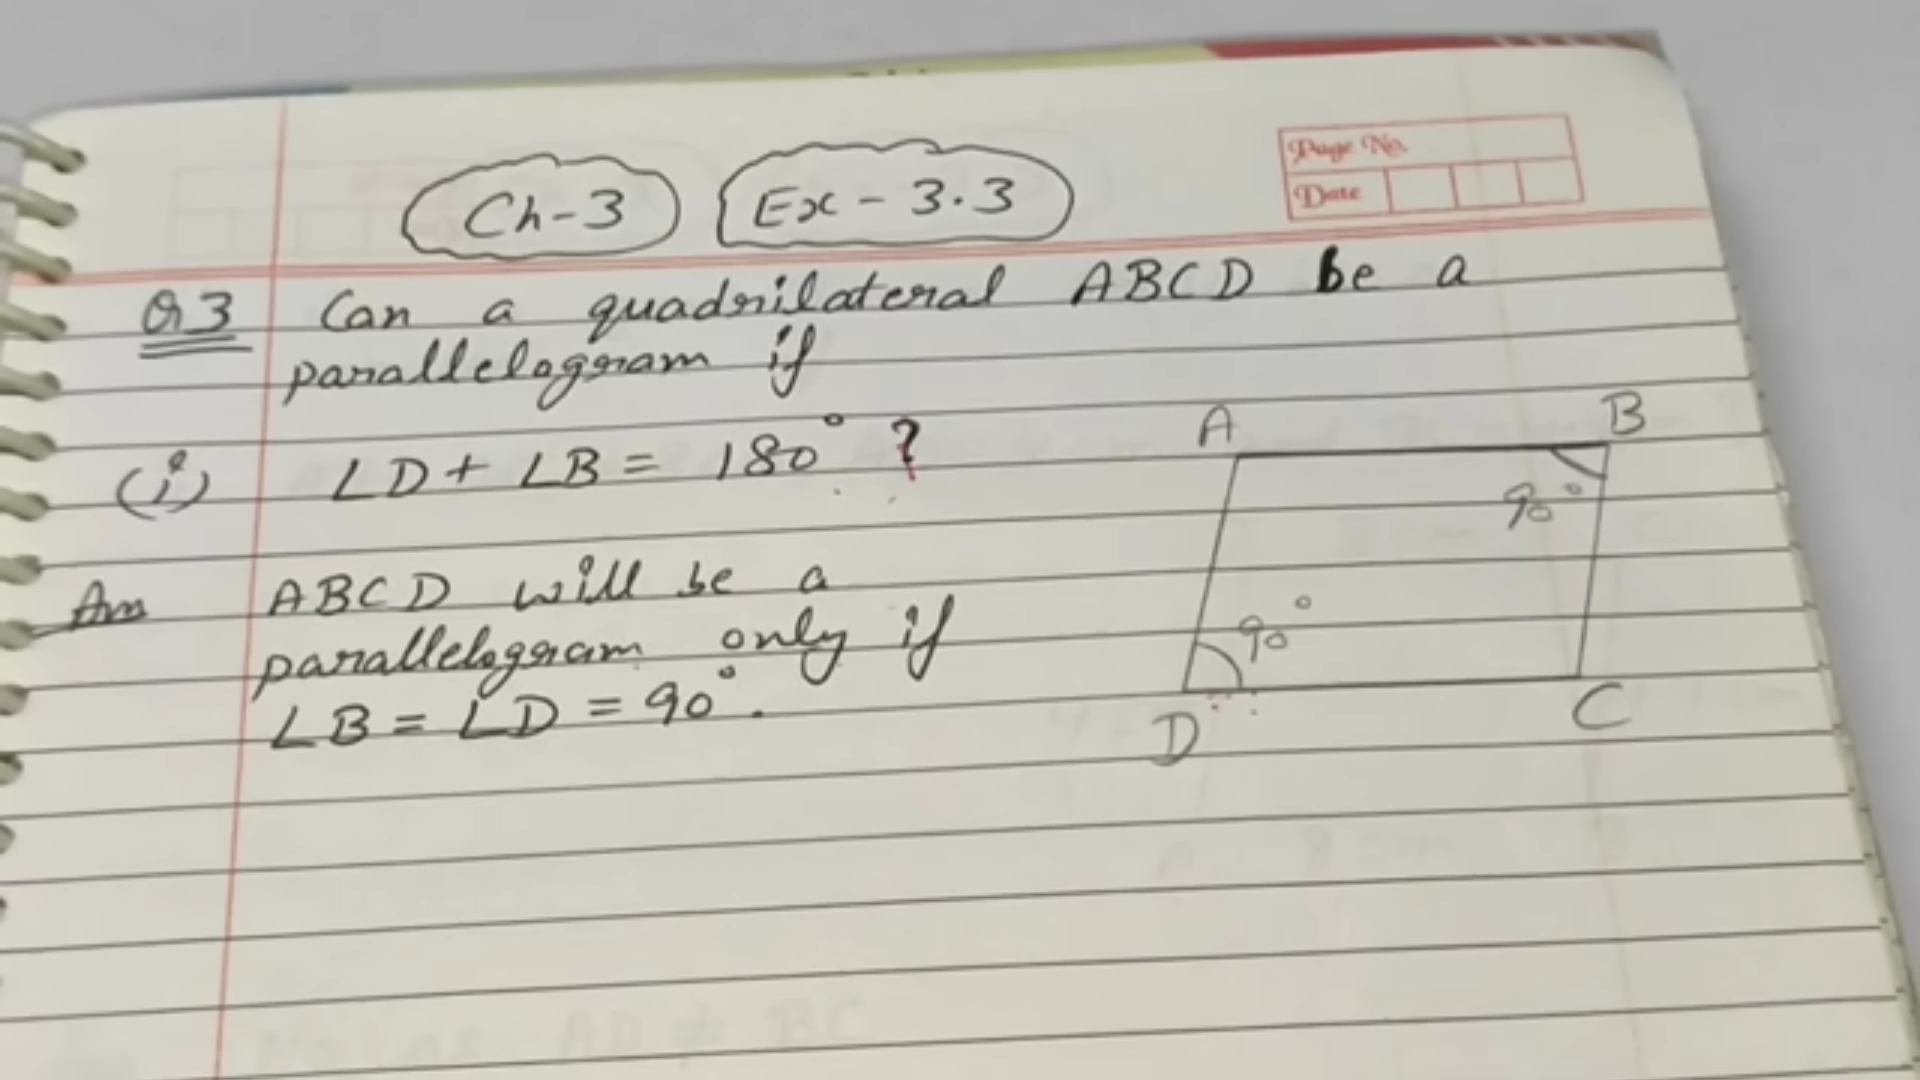 Page No.
Date
Ch-3 Ex-3.3
Q3 Can a quadrilateral ABCD be a
parallelogram if
(i) ∠D + ∠B = 180° ?
Ans ABCD will be a
parallelogram only if
∠B = ∠D = 90°.
A B
90°
90°
D C